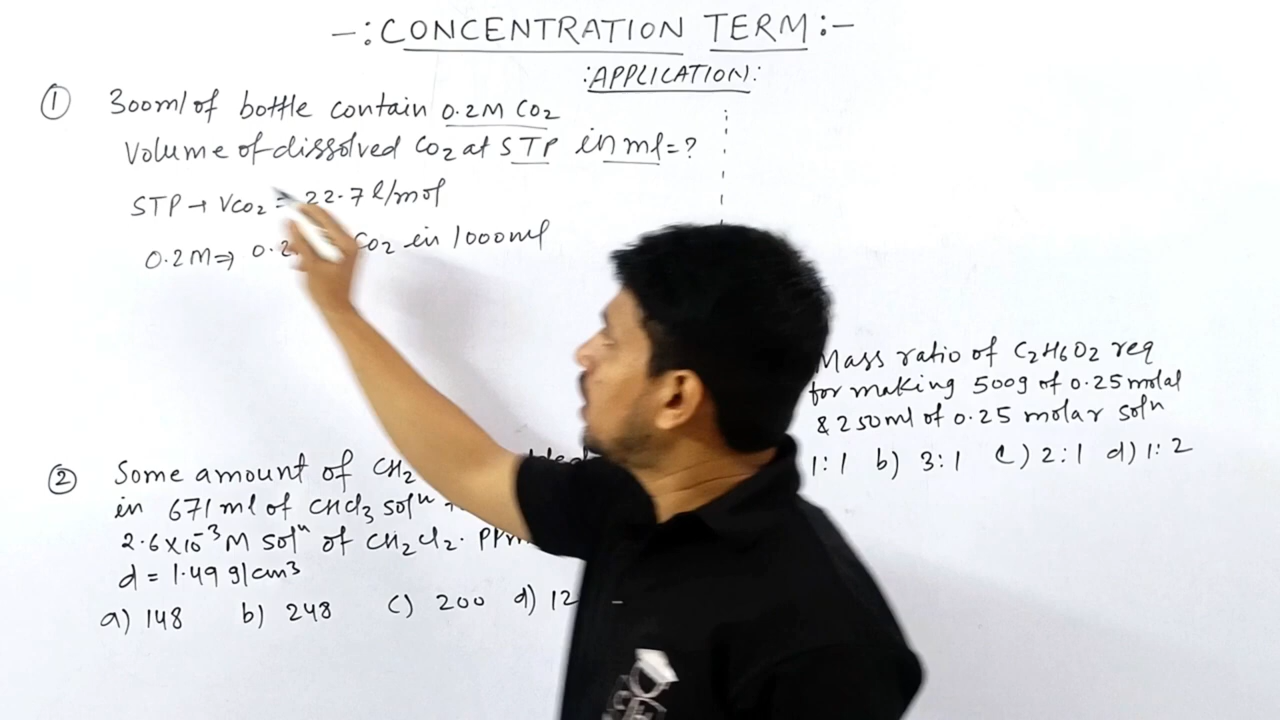 -: CONCENTRATION TERM :-
: APPLICATION :
① 300ml of bottle contain 0.2M CO2
Volume of dissolved CO2 at STP in ml = ?
STP → VCO2 = 22.7 l/mol
0.2M ⇒ 0.2 CO2 in 1000ml
② Some amount of CH2
in 671 ml of CHCl3 solⁿ
2.6×10⁻³ M solⁿ of CH2Cl2. PPm
d = 1.49 g/cm³
a) 148 b) 248 c) 200 d) 12
Mass ratio of C2H6O2 req
for making 500g of 0.25 molal
& 250ml of 0.25 molar solⁿ
1:1 b) 3:1 c) 2:1 d) 1:2